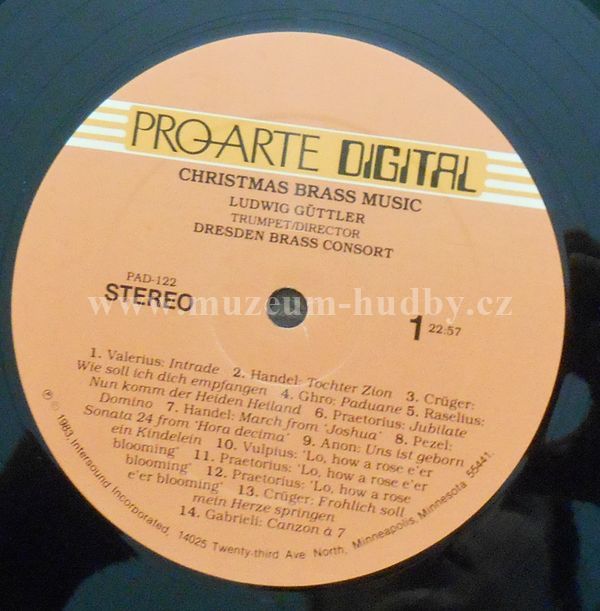 PRO-ARTE DIGITAL
CHRISTMAS BRASS MUSIC
LUDWIG GÜTTLER
TRUMPET/DIRECTOR
DRESDEN BRASS CONSORT
PAD-122
STEREO
1 22:57
www.muzeum-hudby.cz
1. Valerius: Intrade 2. Handel: Tochter Zion 3. Crüger:
Wie soll ich dich empfangen 4. Ghro: Paduane 5. Raselius:
Nun komm der Heiden Heiland 6. Praetorius: Jubilate
Domino 7. Handel: March from 'Joshua' 8. Pezel:
Sonata 24 from 'Hora decima' 9. Anon: Uns ist geborn
ein Kindelein 10. Vulpius: 'Lo, how a rose e'er
blooming' 11. Praetorius: 'Lo, how a rose e'er
blooming' 12. Praetorius: 'Lo, how a rose
e'er blooming' 13. Crüger: Frohlich soll
mein Herze springen
14. Gabrieli: Canzon à 7
℗ © 1983, Intersound Incorporated, 14025 Twenty-third Ave North, Minneapolis, Minnesota 55441.